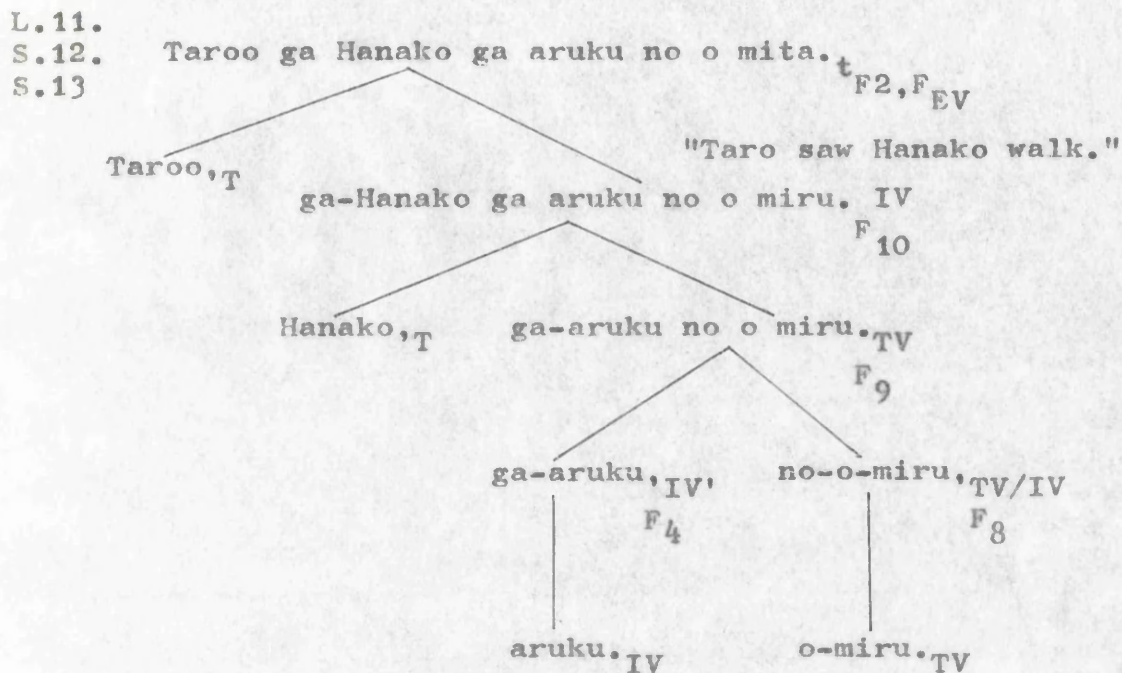 L.11.
S.12. Taroo ga Hanako ga aruku no o mita.t
S.13 F2,FEV
"Taro saw Hanako walk."
Taroo,T
ga-Hanako ga aruku no o miru. IV
F10
Hanako,T ga-aruku no o miru.TV
F9
ga-aruku,IV' no-o-miru,TV/IV
F4 F8
aruku.IV o-miru.TV